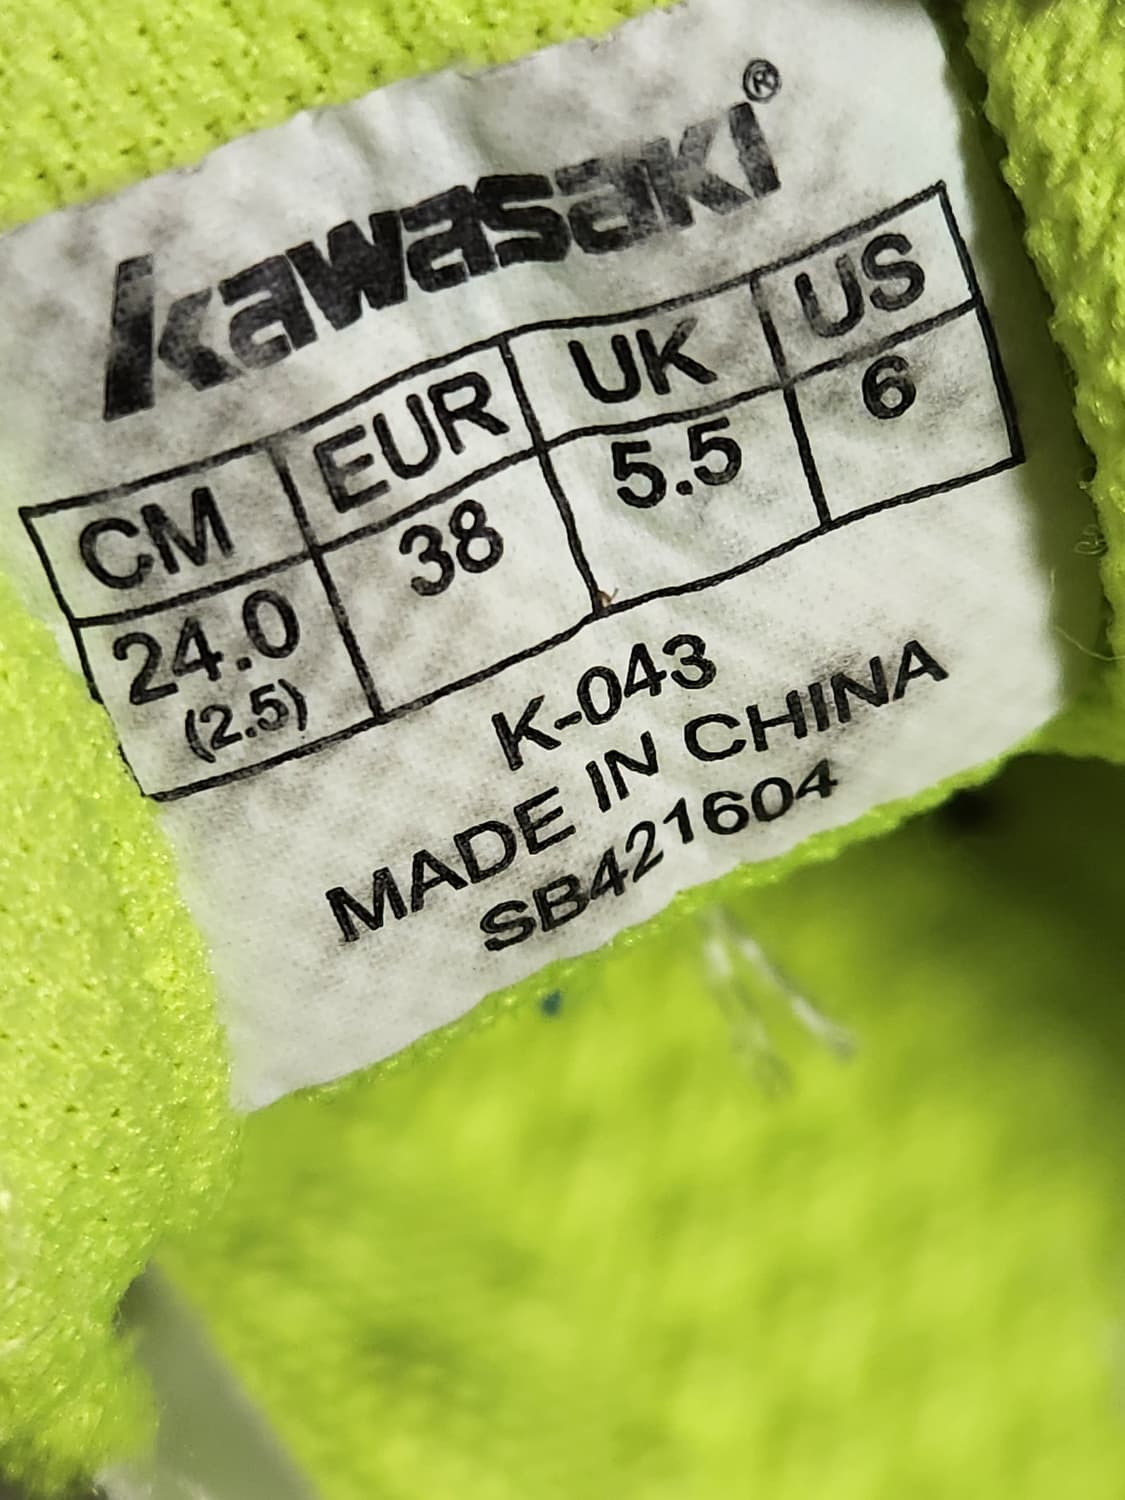 kawasaki®
CM EUR UK US
24.0 38 5.5 6
(2.5)
K-043
MADE IN CHINA
SB421604